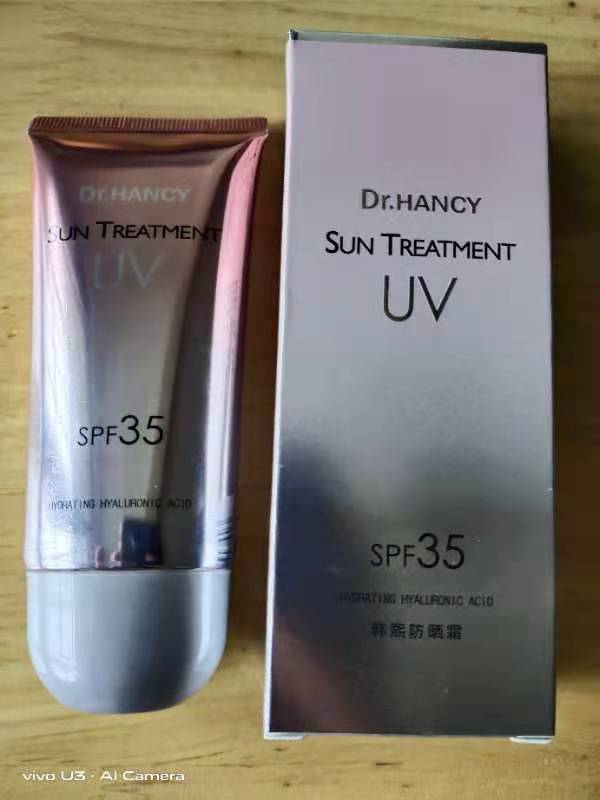 Dr.HANCY
SUN TREATMENT
UV
SPF35
HYDRATING HYALURONIC ACID
Dr.HANCY
SUN TREATMENT
UV
SPF35
HYDRATING HYALURONIC ACID
韩熙防晒霜
vivo U3 · AI Camera